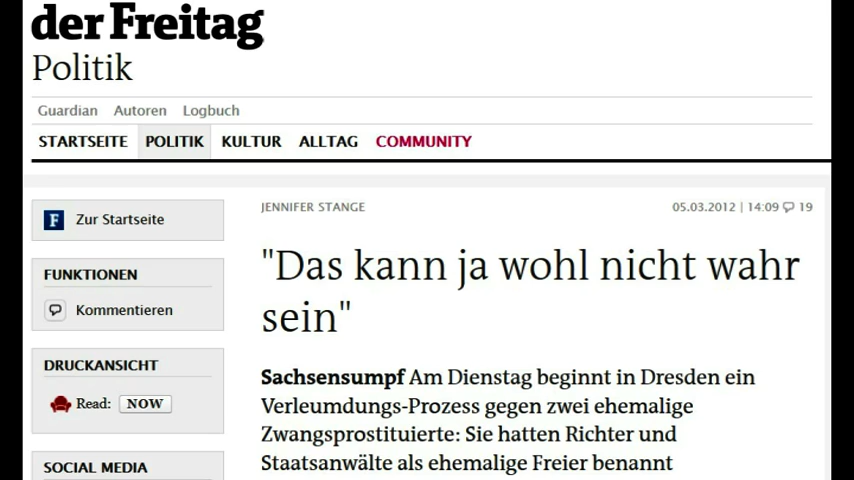 der Freitag
Politik
Guardian Autoren Logbuch
STARTSEITE POLITIK KULTUR ALLTAG COMMUNITY
F Zur Startseite
FUNKTIONEN
Kommentieren
DRUCKANSICHT
Read: NOW
SOCIAL MEDIA
JENNIFER STANGE 05.03.2012 | 14:09 19
"Das kann ja wohl nicht wahr
sein"
Sachsensumpf Am Dienstag beginnt in Dresden ein
Verleumdungs-Prozess gegen zwei ehemalige
Zwangsprostituierte: Sie hatten Richter und
Staatsanwälte als ehemalige Freier benannt